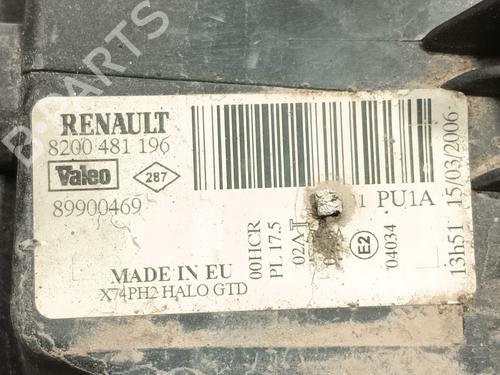 RENAULT
8200 481 196
Valeo
287
89900469
MADE IN EU
X74PH2 HALO GTD
PU1A
00HCR
PL 17.5
E2
04034
13h51 15/03/2006
B-PARTS